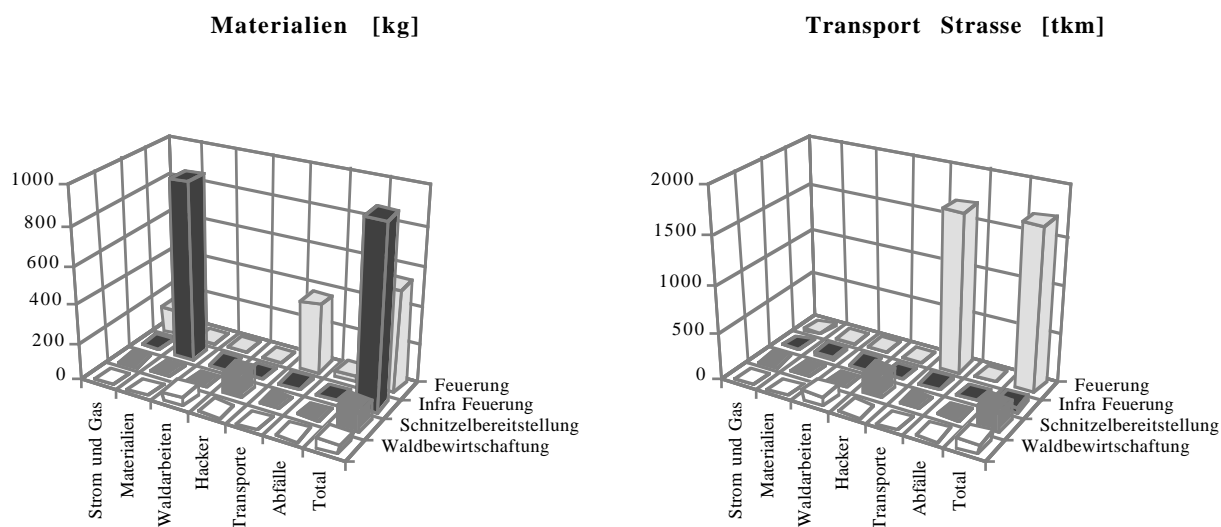 Materialien [kg]
1000
800
600
400
200
0
Feuerung
Infra Feuerung
Schnitzelbereitstellung
Waldbewirtschaftung
Strom und Gas
Materialien
Waldarbeiten
Hacker
Transporte
Abfälle
Total
Transport Strasse [tkm]
2000
1500
1000
500
0
Feuerung
Infra Feuerung
Schnitzelbereitstellung
Waldbewirtschaftung
Strom und Gas
Materialien
Waldarbeiten
Hacker
Transporte
Abfälle
Total